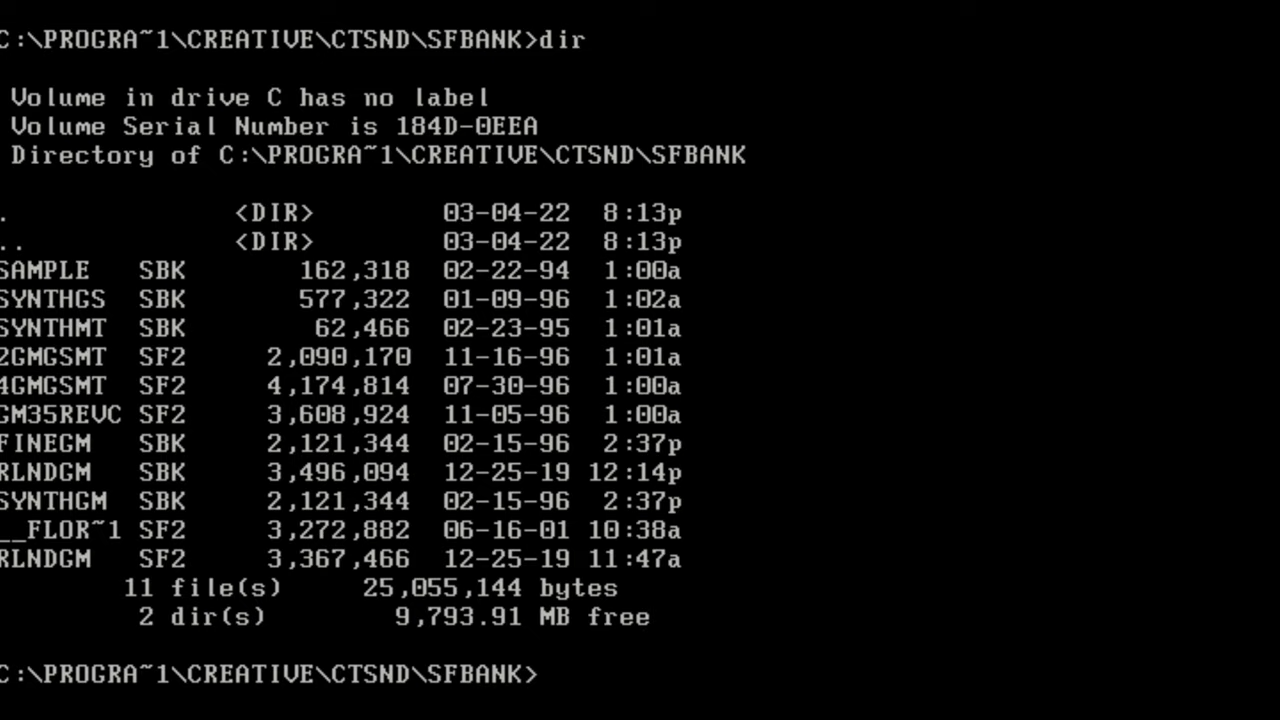 C:\PROGRA~1\CREATIVE\CTSND\SFBANK>dir
Volume in drive C has no label
Volume Serial Number is 184D-0EEA
Directory of C:\PROGRA~1\CREATIVE\CTSND\SFBANK
. <DIR> 03-04-22 8:13p
.. <DIR> 03-04-22 8:13p
SAMPLE SBK 162,318 02-22-94 1:00a
SYNTHGS SBK 577,322 01-09-96 1:02a
SYNTHMT SBK 62,466 02-23-95 1:01a
2GMGSMT SF2 2,090,170 11-16-96 1:01a
4GMGSMT SF2 4,174,814 07-30-96 1:00a
GM35REVC SF2 3,608,924 11-05-96 1:00a
FINEGM SBK 2,121,344 02-15-96 2:37p
RLNDGM SBK 3,496,094 12-25-19 12:14p
SYNTHGM SBK 2,121,344 02-15-96 2:37p
__FLOR~1 SF2 3,272,882 06-16-01 10:38a
RLNDGM SF2 3,367,466 12-25-19 11:47a
11 file(s) 25,055,144 bytes
2 dir(s) 9,793.91 MB free
C:\PROGRA~1\CREATIVE\CTSND\SFBANK>